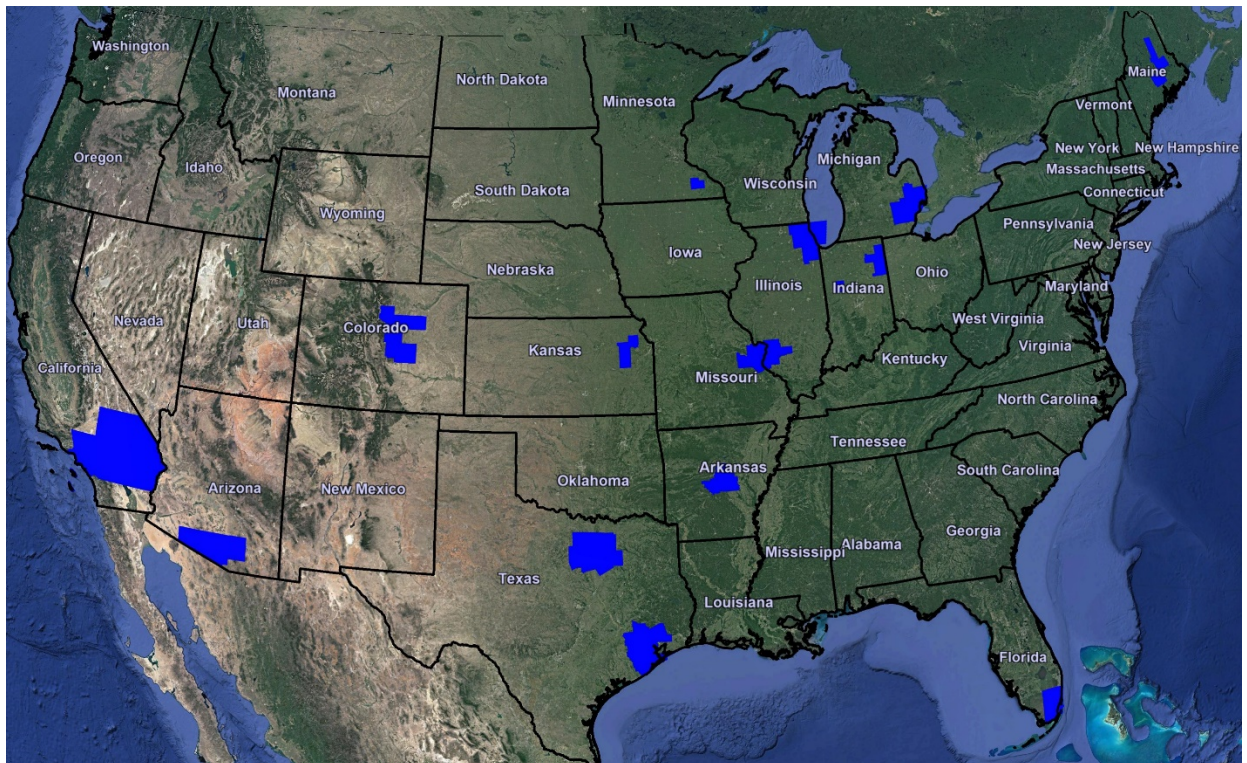 Washington
Montana
North Dakota
Minnesota
Maine
Vermont
Oregon
Idaho
South Dakota
Wisconsin
Michigan
New York
New Hampshire
Massachusetts
Connecticut
Wyoming
Pennsylvania
New Jersey
Nebraska
Iowa
Illinois
Indiana
Ohio
Maryland
Nevada
Utah
Colorado
Kansas
West Virginia
Virginia
California
Missouri
Kentucky
North Carolina
Tennessee
Arizona
New Mexico
Oklahoma
Arkansas
South Carolina
Georgia
Mississippi
Alabama
Texas
Louisiana
Florida